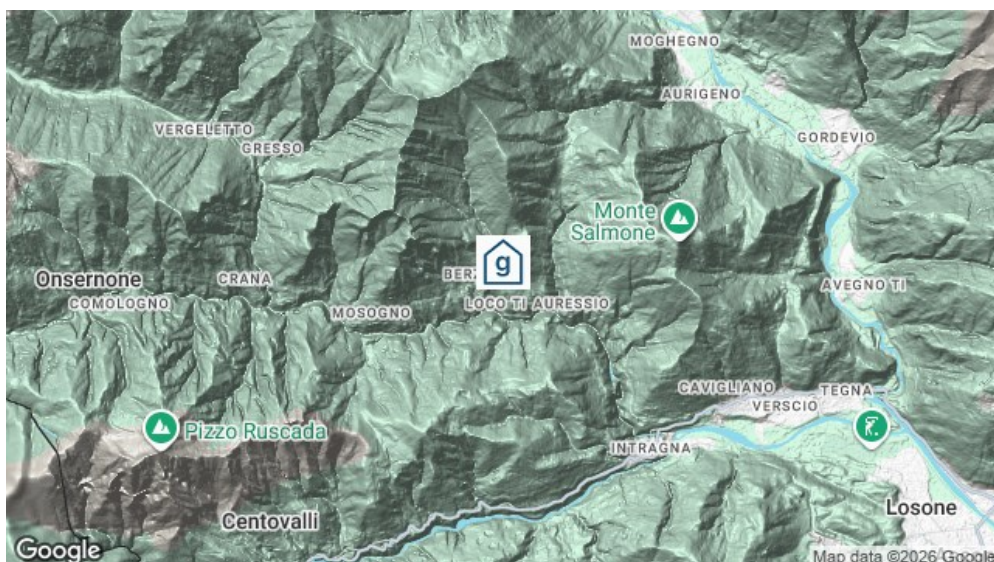 MOGHEGNO
AURIGENO
GORDEVIO
VERGELETTO
GRESSO
Monte
Salmone
g
Onsernone
CRANA
AVEGNO TI
COMOLOGNO
MOSOGNO
LOCO TI AURESSIO
CAVIGLIANO
TEGNA
VERSCIO
Pizzo Ruscada
INTRAGNA
Centovalli
Losone
Google
Map data ©2026 Google